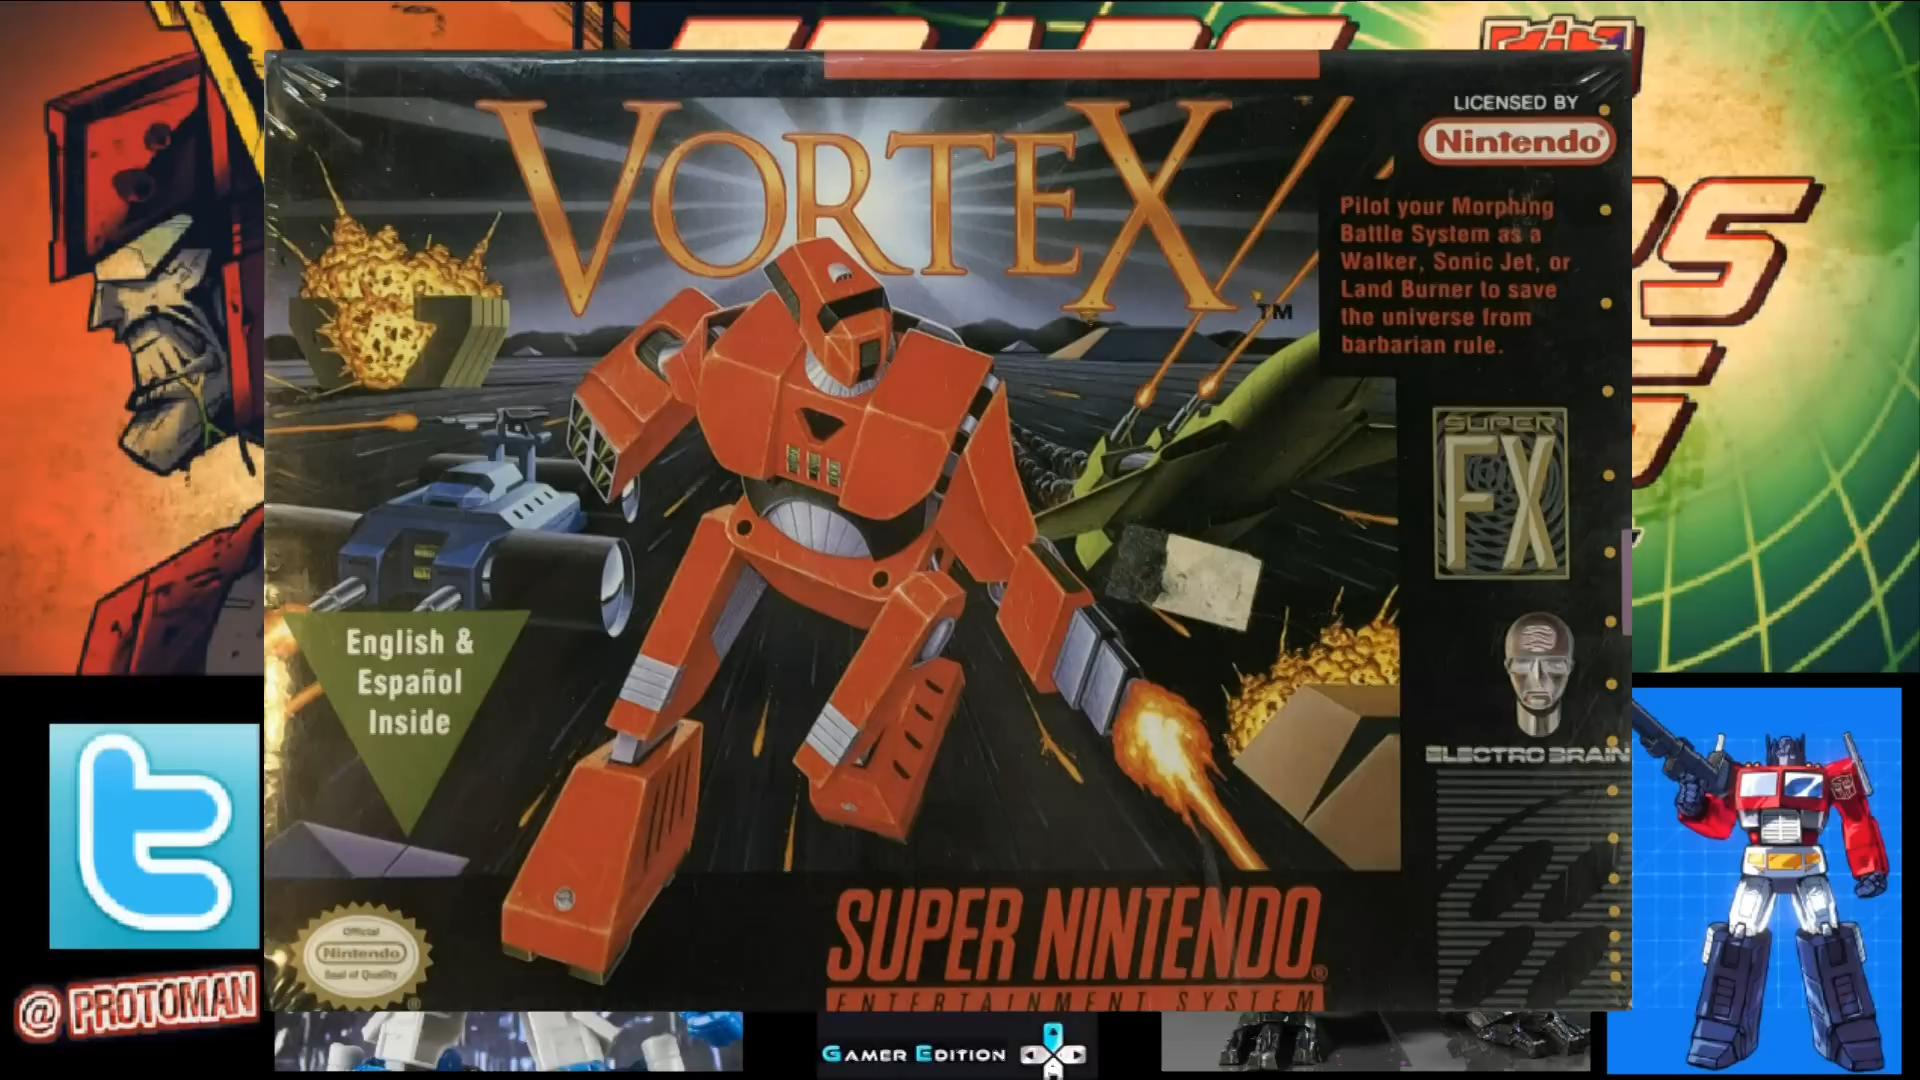 VORTEX
TM
LICENSED BY
Nintendo®
Pilot your Morphing
Battle System as a
Walker, Sonic Jet, or
Land Burner to save
the universe from
barbarian rule.
SUPER
FX
ELECTRO BRAIN
English &
Español
Inside
Official
Nintendo
Seal of Quality
®
SUPER NINTENDO®
ENTERTAINMENT SYSTEM
@ PROTOMAN
GAMER EDITION